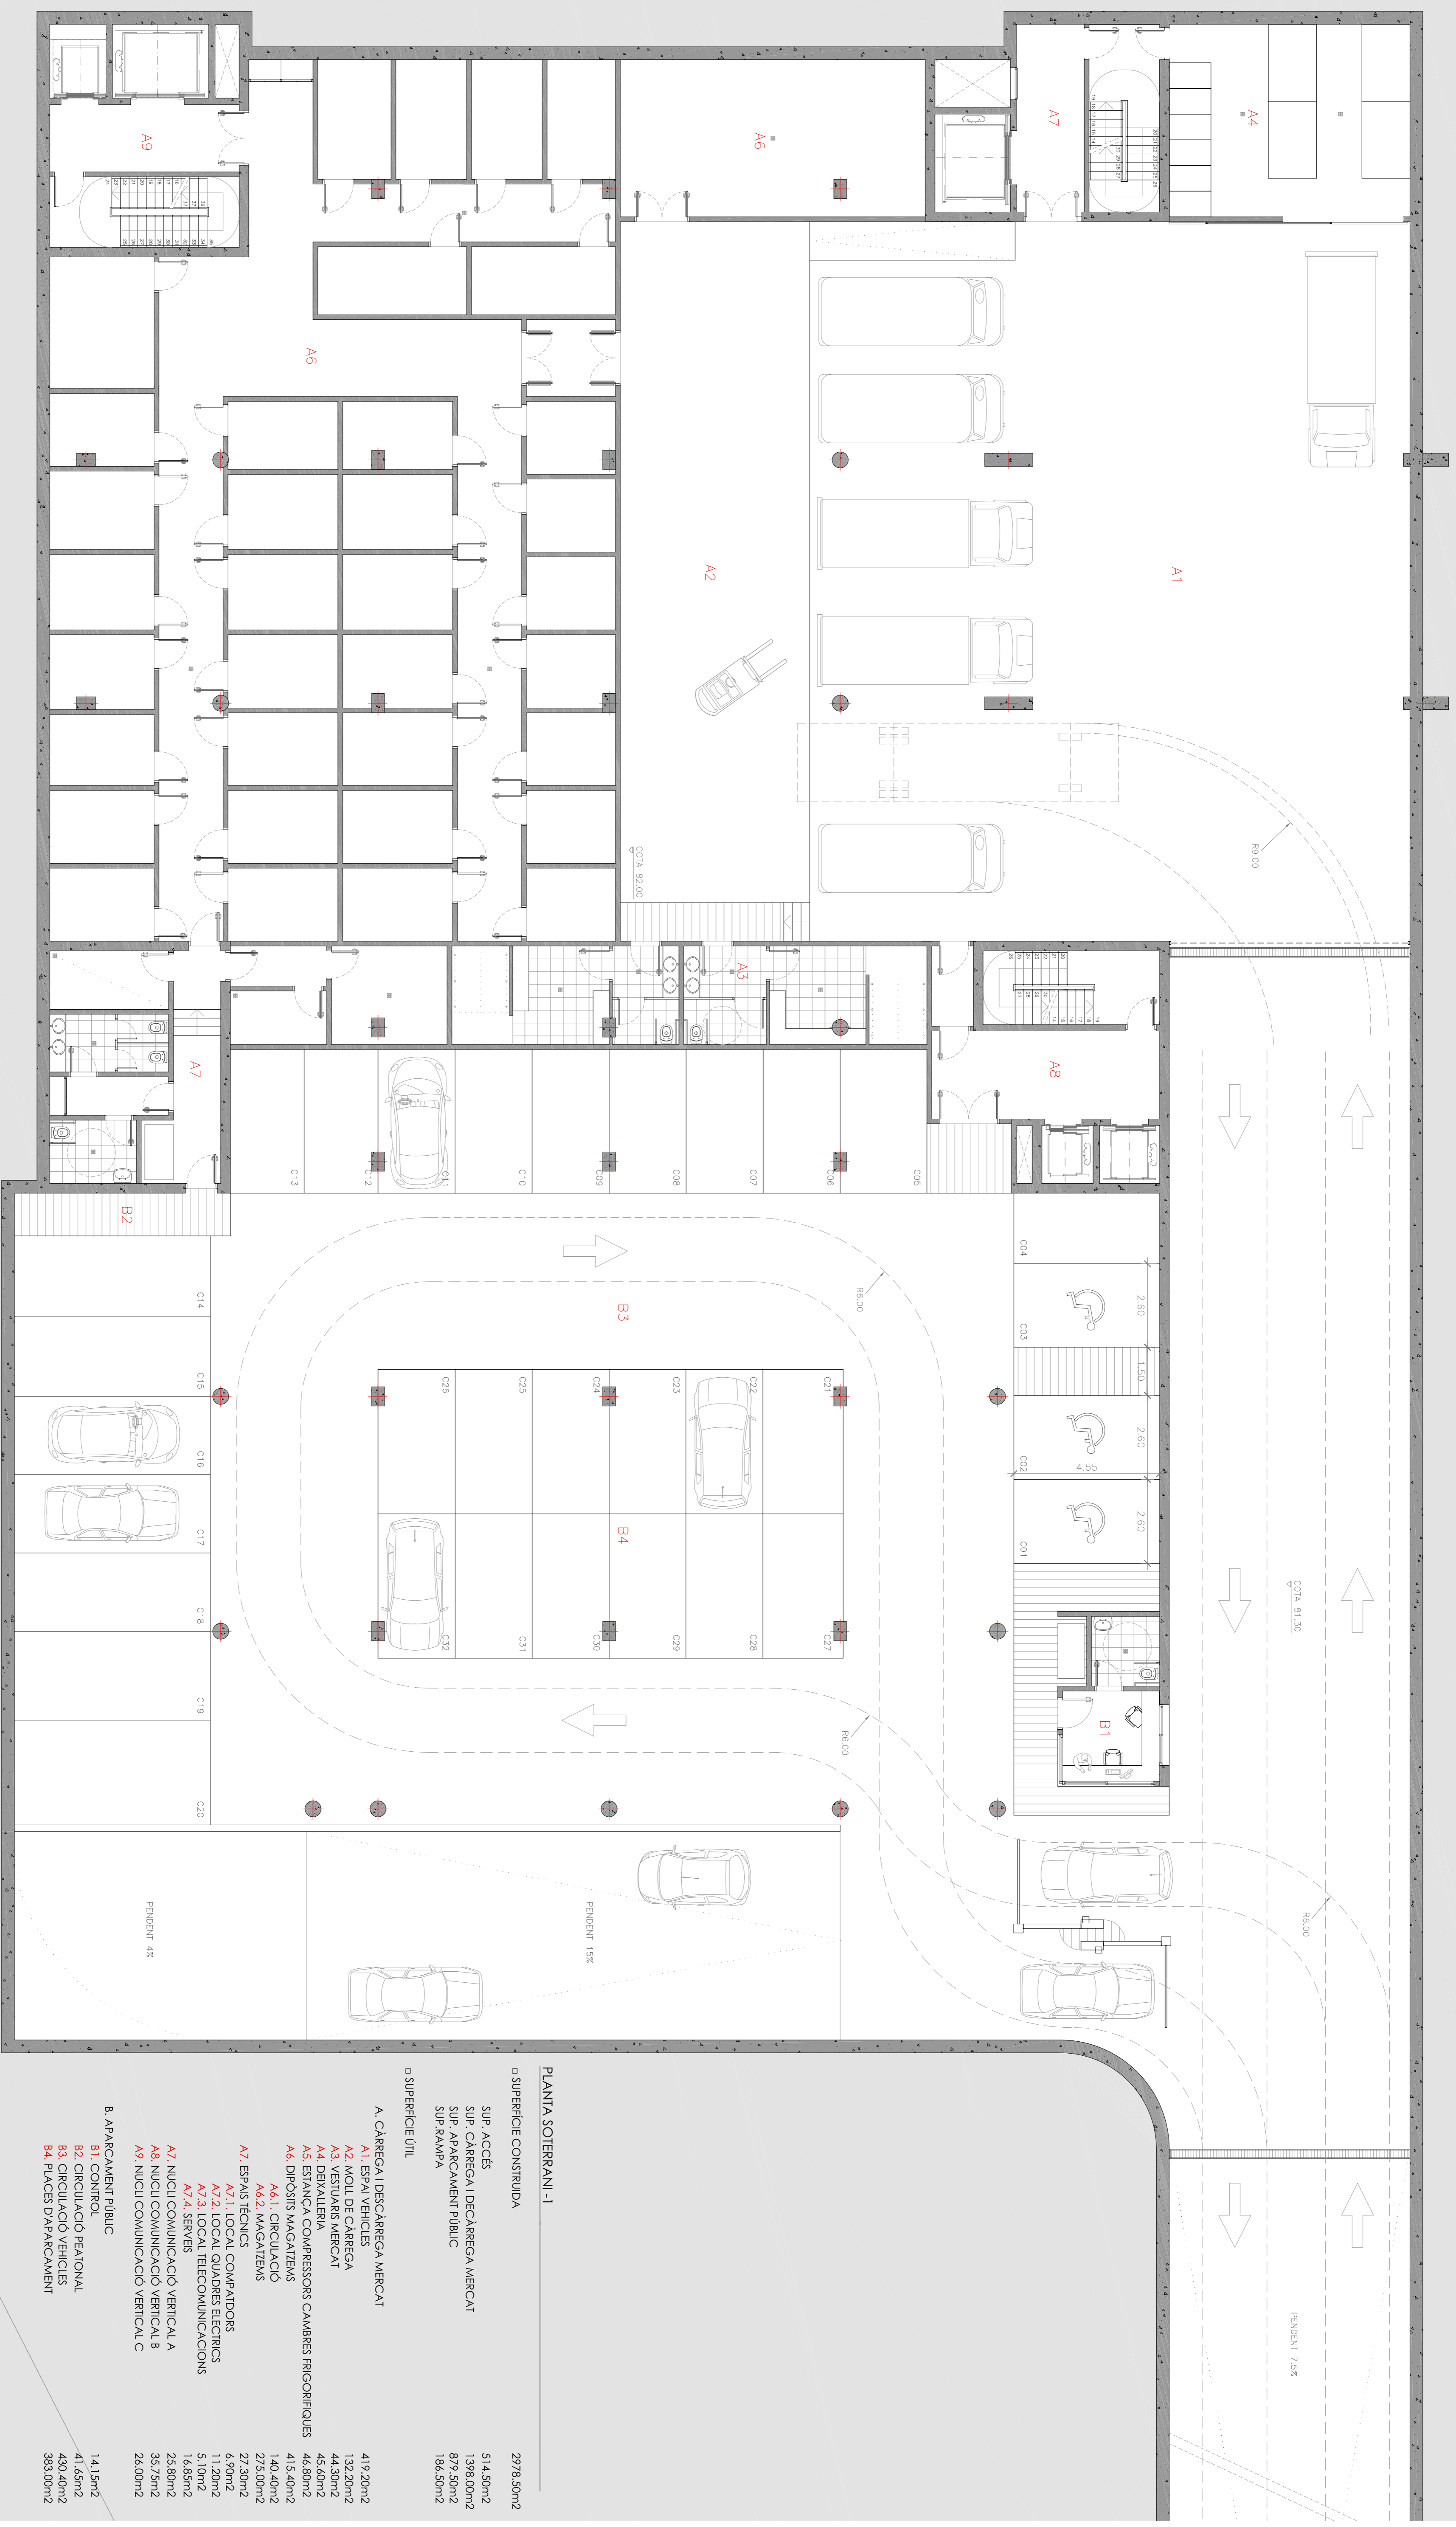 PLANTA SOTERRANI -1
□ SUPERFÍCIE CONSTRUIDA 2978.50m2
SUP. ACCÉS 514.50m2
SUP. CÀRREGA I DECÀRREGA MERCAT 1398.00m2
SUP. APARCAMENT PÚBLIC 879.50m2
SUP.RAMPA 186.50m2
□ SUPERFÍCIE ÚTIL
A. CÀRREGA I DESCÀRREGA MERCAT
A1. ESPAI VEHICLES 419.20m2
A2. MOLL DE CÀRREGA 132.20m2
A3. VESTUARIS MERCAT 44.30m2
A4. DEIXALLERIA 45.60m2
A5. ESTANÇA COMPRESSORS CAMBRES FRIGORIFIQUES 46.80m2
A6. DIPÒSITS MAGATZEMS 415.40m2
A6.1. CIRCULACIÓ 140.40m2
A6.2. MAGATZEMS 275.00m2
A7. ESPAIS TÉCNICS 27.30m2
A7.1. LOCAL COMPATDORS 6.90m2
A7.2. LOCAL QUADRES ELECTRICS 11.20m2
A7.3. LOCAL TELECOMUNICACIONS 5.10m2
A7.4. SERVEIS 16.85m2
A7. NUCLI COMUNICACIÓ VERTICAL A 25.80m2
A8. NUCLI COMUNICACIÓ VERTICAL B 35.75m2
A9. NUCLI COMUNICACIÓ VERTICAL C 26.00m2
B. APARCAMENT PÚBLIC
B1. CONTROL 14.15m2
B2. CIRCULACIÓ PEATONAL 41.65m2
B3. CIRCULACIÓ VEHICLES 430.40m2
B4. PLACES D'APARCAMENT 383.00m2
A4
A7
A6
A9
A1
A2
A6
A3
A8
A7
B2
B3
B4
B1
R9.00
COTA 82.00
COTA 81.30
R6.00
R6.00
R6.00
PENDENT 4%
PENDENT 15%
PENDENT 7.5%
2.60
1.50
2.60
4.55
2.60
C01
C02
C03
C04
C05
C06
C07
C08
C09
C10
C11
C12
C13
C14
C15
C16
C17
C18
C19
C20
C21
C22
C23
C24
C25
C26
C27
C28
C29
C30
C31
C32